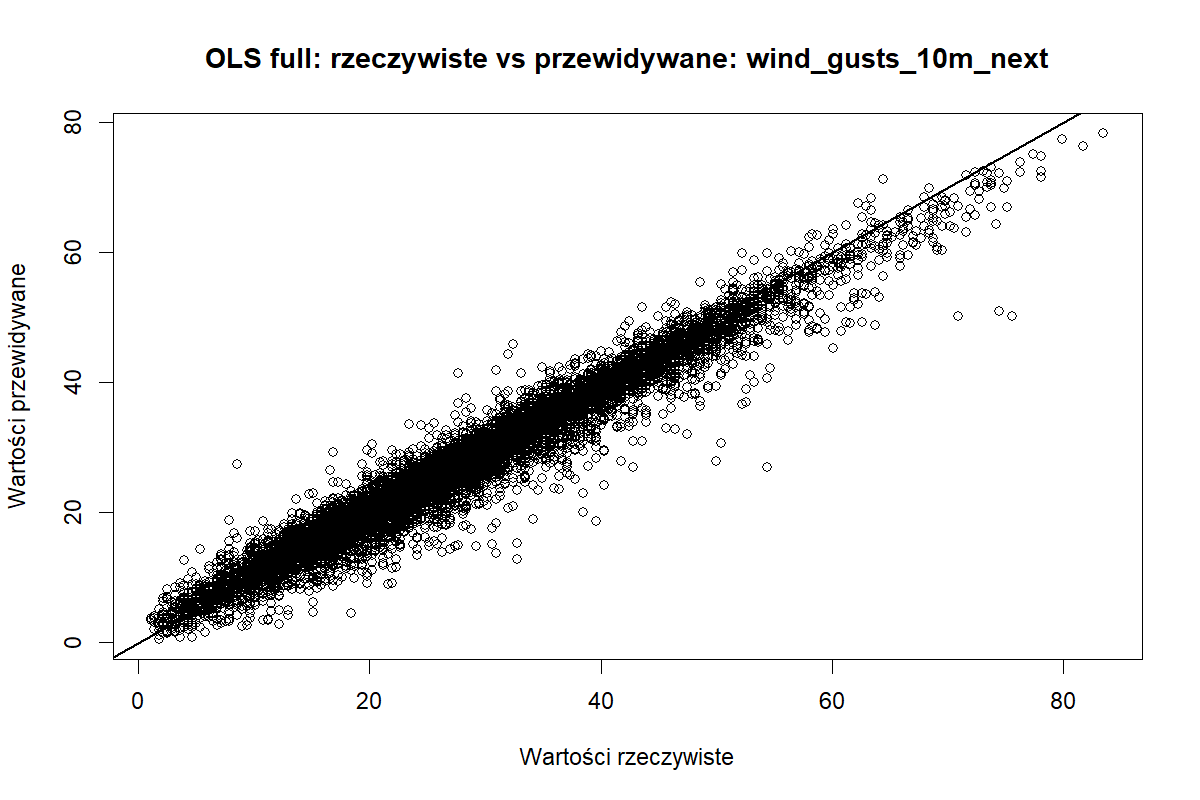 OLS full: rzeczywiste vs przewidywane: wind_gusts_10m_next
Wartości przewidywane
80
60
40
20
0
0 20 40 60 80
Wartości rzeczywiste